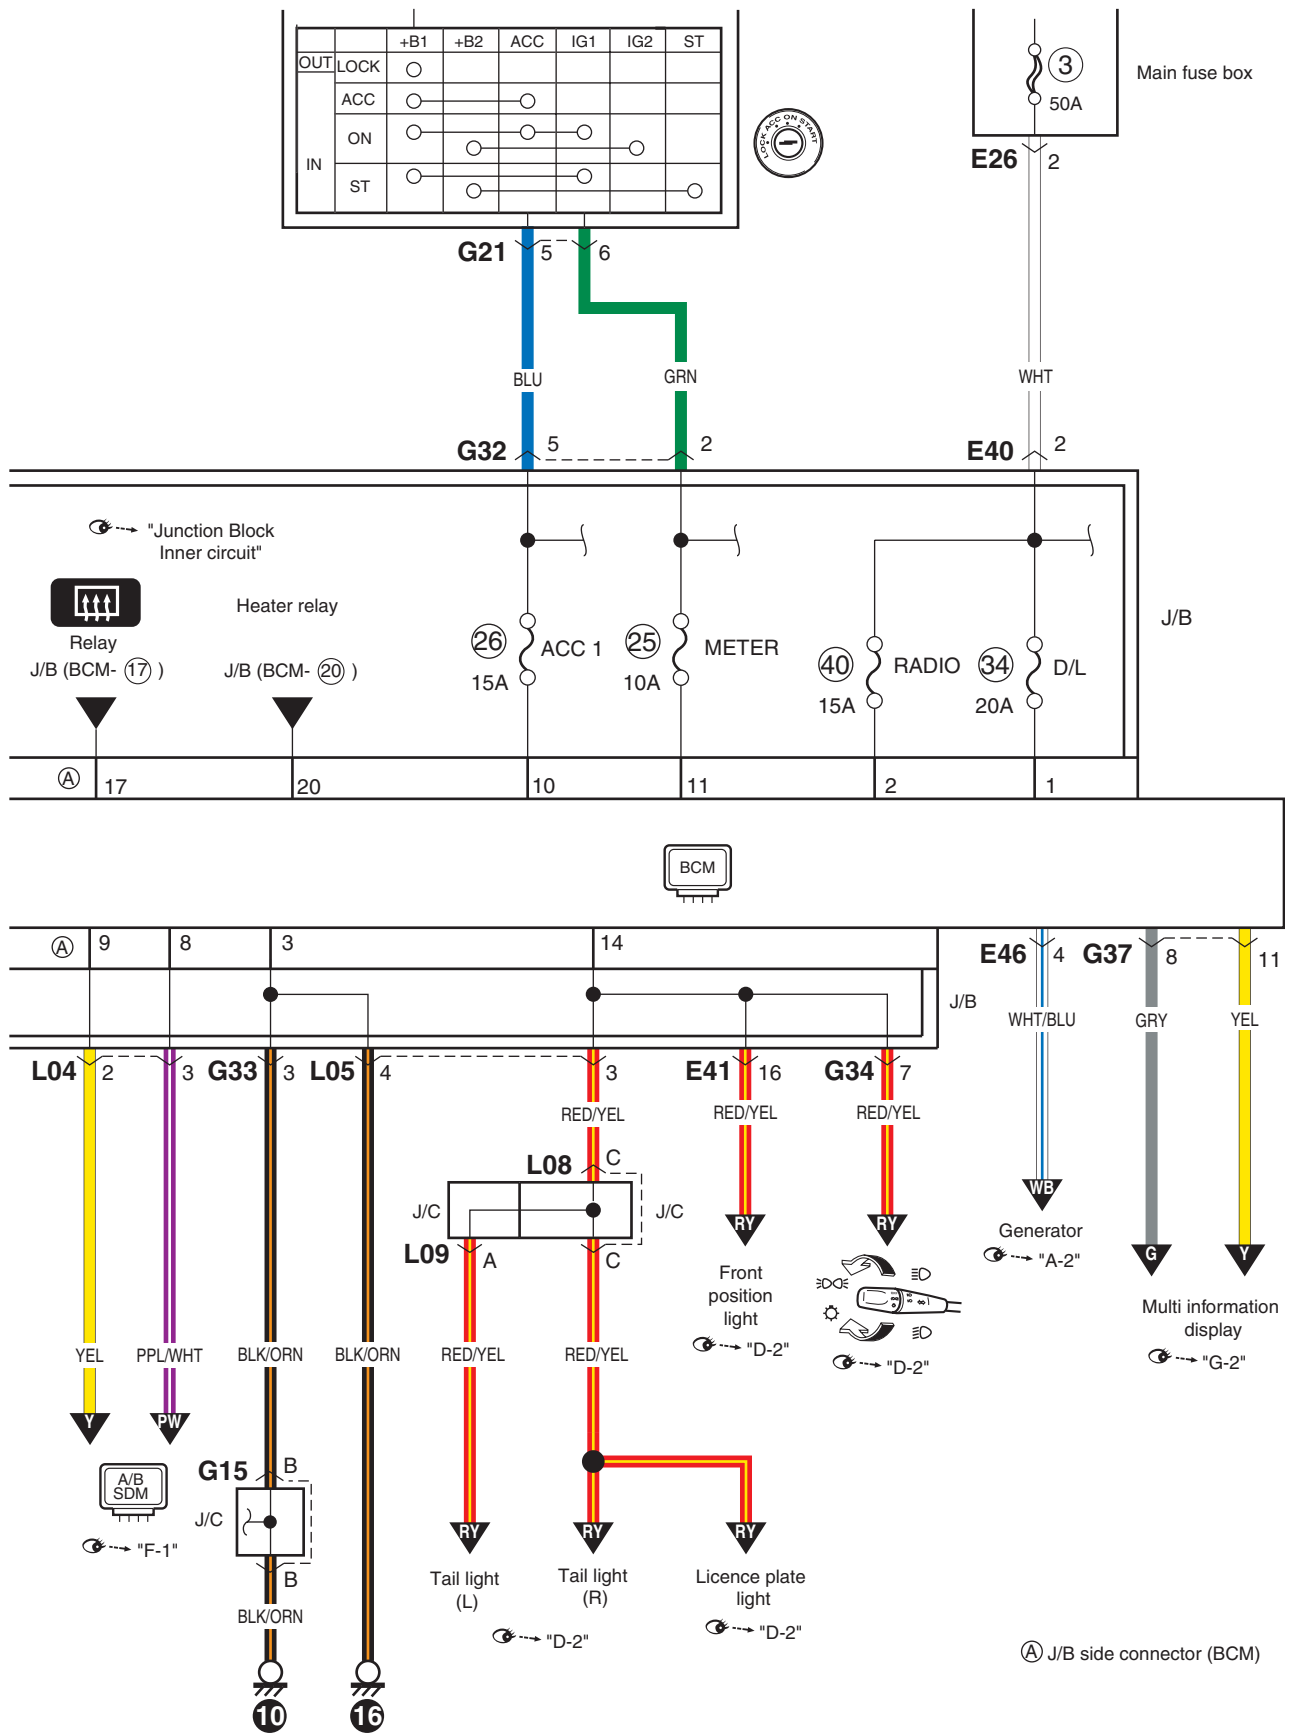 +B1 +B2 ACC IG1 IG2 ST
OUT LOCK
ACC
IN ON
ST
LOCK ACC ON START
3
50A
Main fuse box
E26 2
G21 5 6
BLU GRN WHT
G32 5 2 E40 2
"Junction Block
Inner circuit"
Relay
J/B (BCM- 17 )
Heater relay
J/B (BCM- 20 )
26 ACC 1
15A
25 METER
10A
40 RADIO
15A
34 D/L
20A
J/B
A 17 20 10 11 2 1
BCM
A 9 8 3 14
J/B
E46 4 G37 8 11
WHT/BLU GRY YEL
L04 2 3 G33 3 L05 4 3 E41 16 G34 7
RED/YEL RED/YEL RED/YEL
L08 C
J/C J/C
L09 A C
WB
Generator
"A-2"
RY RY
Front
position
light
"D-2"
"D-2"
G Y
Multi information
display
"G-2"
YEL PPL/WHT BLK/ORN BLK/ORN RED/YEL RED/YEL
Y PW
A/B
SDM
"F-1"
G15 B
J/C
B
BLK/ORN
10 16
RY RY RY
Tail light
(L)
Tail light
(R)
"D-2"
Licence plate
light
"D-2"
A J/B side connector (BCM)